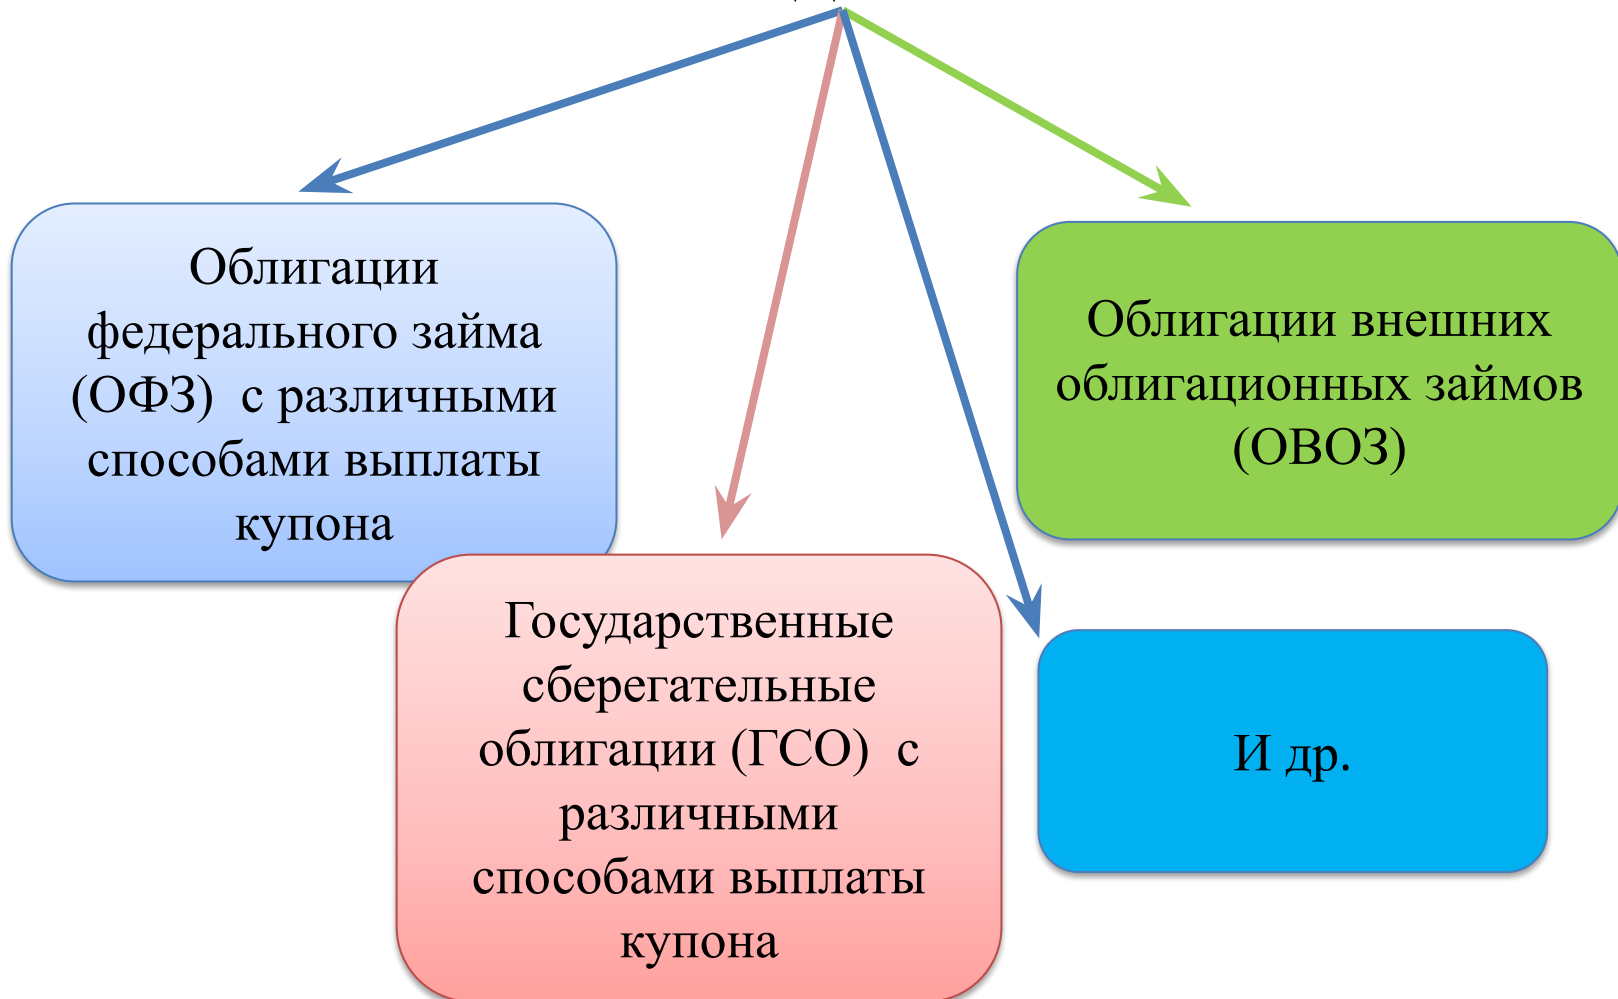 Облигации
федерального займа
(ОФЗ)  с различными
способами выплаты
купона
Государственные
сберегательные
облигации (ГСО)  с
различными
способами выплаты
купона
Облигации внешних
облигационных займов
(ОВОЗ)
И др.